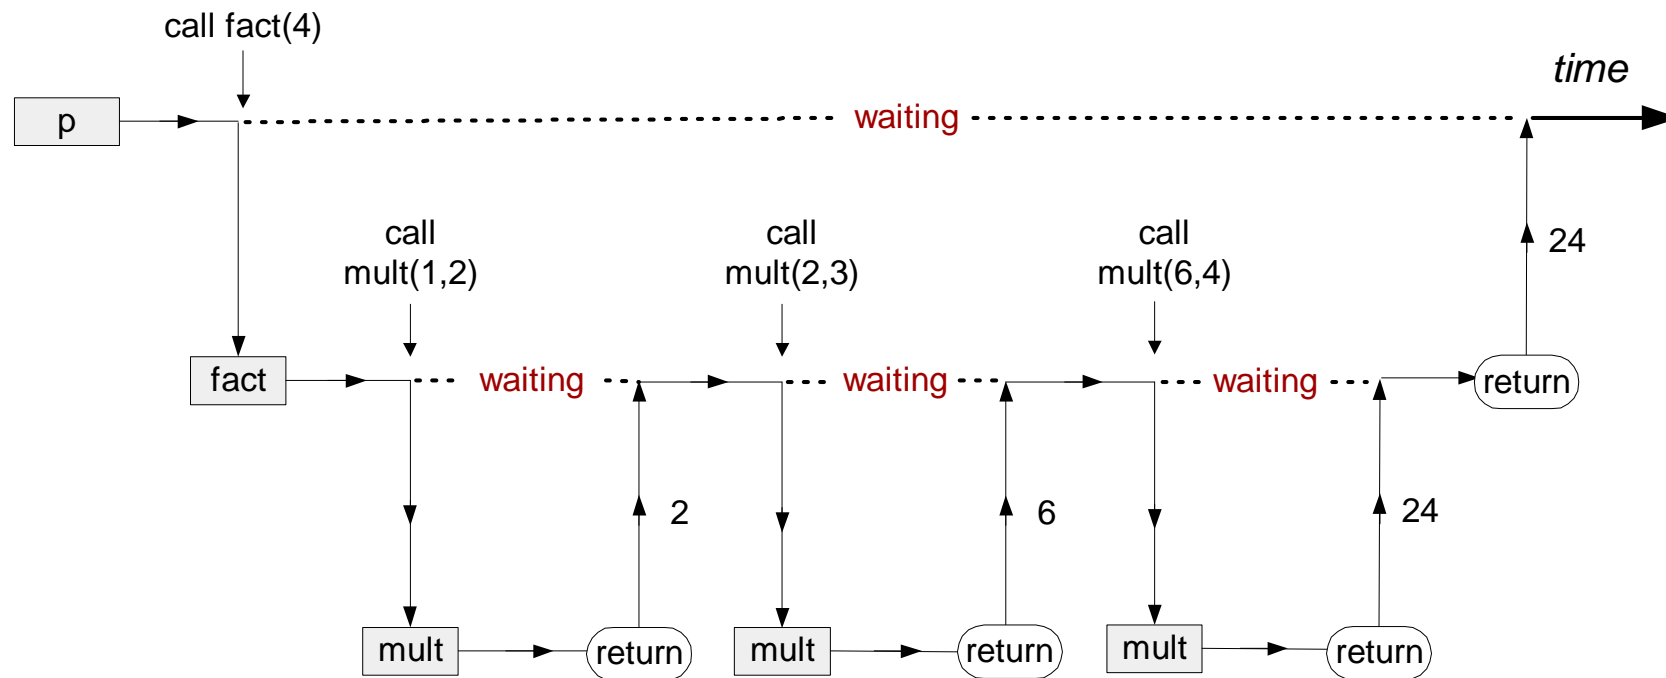 call fact(4)
time
p
waiting
call
mult(1,2)
call
mult(2,3)
call
mult(6,4)
24
fact
waiting
waiting
waiting
return
2
6
24
mult
return
mult
return
mult
return